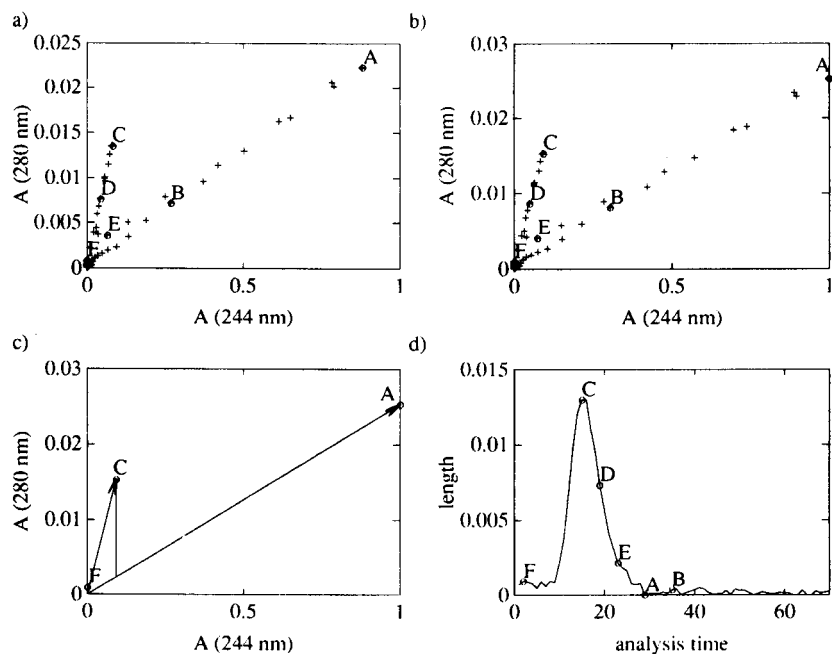 a)
0.025
0.02
0.015
0.01
0.005
0
A (280 nm)
A
C
D
B
E
F
0
0.5
1
A (244 nm)
b)
0.03
0.02
0.01
0
A (280 nm)
A
C
D
B
E
F
0
0.5
1
A (244 nm)
c)
0.03
0.02
0.01
0
A (280 nm)
A
C
F
0
0.5
1
A (244 nm)
d)
0.015
0.01
0.005
0
length
C
D
E
F
A
B
0
20
40
60
analysis time